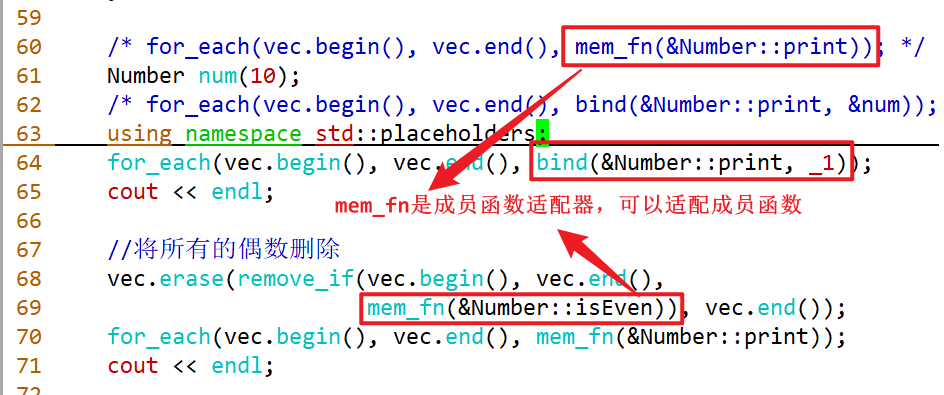 59
60 /* for_each(vec.begin(), vec.end(), mem_fn(&Number::print)); */
61 Number num(10);
62 /* for_each(vec.begin(), vec.end(), bind(&Number::print, &num));
63 using namespace std::placeholders;
64 for_each(vec.begin(), vec.end(), bind(&Number::print, _1));
65 cout << endl;
mem_fn是成员函数适配器，可以适配成员函数
66
67 //将所有的偶数删除
68 vec.erase(remove_if(vec.begin(), vec.end(),
69 mem_fn(&Number::isEven)), vec.end());
70 for_each(vec.begin(), vec.end(), mem_fn(&Number::print));
71 cout << endl;
72